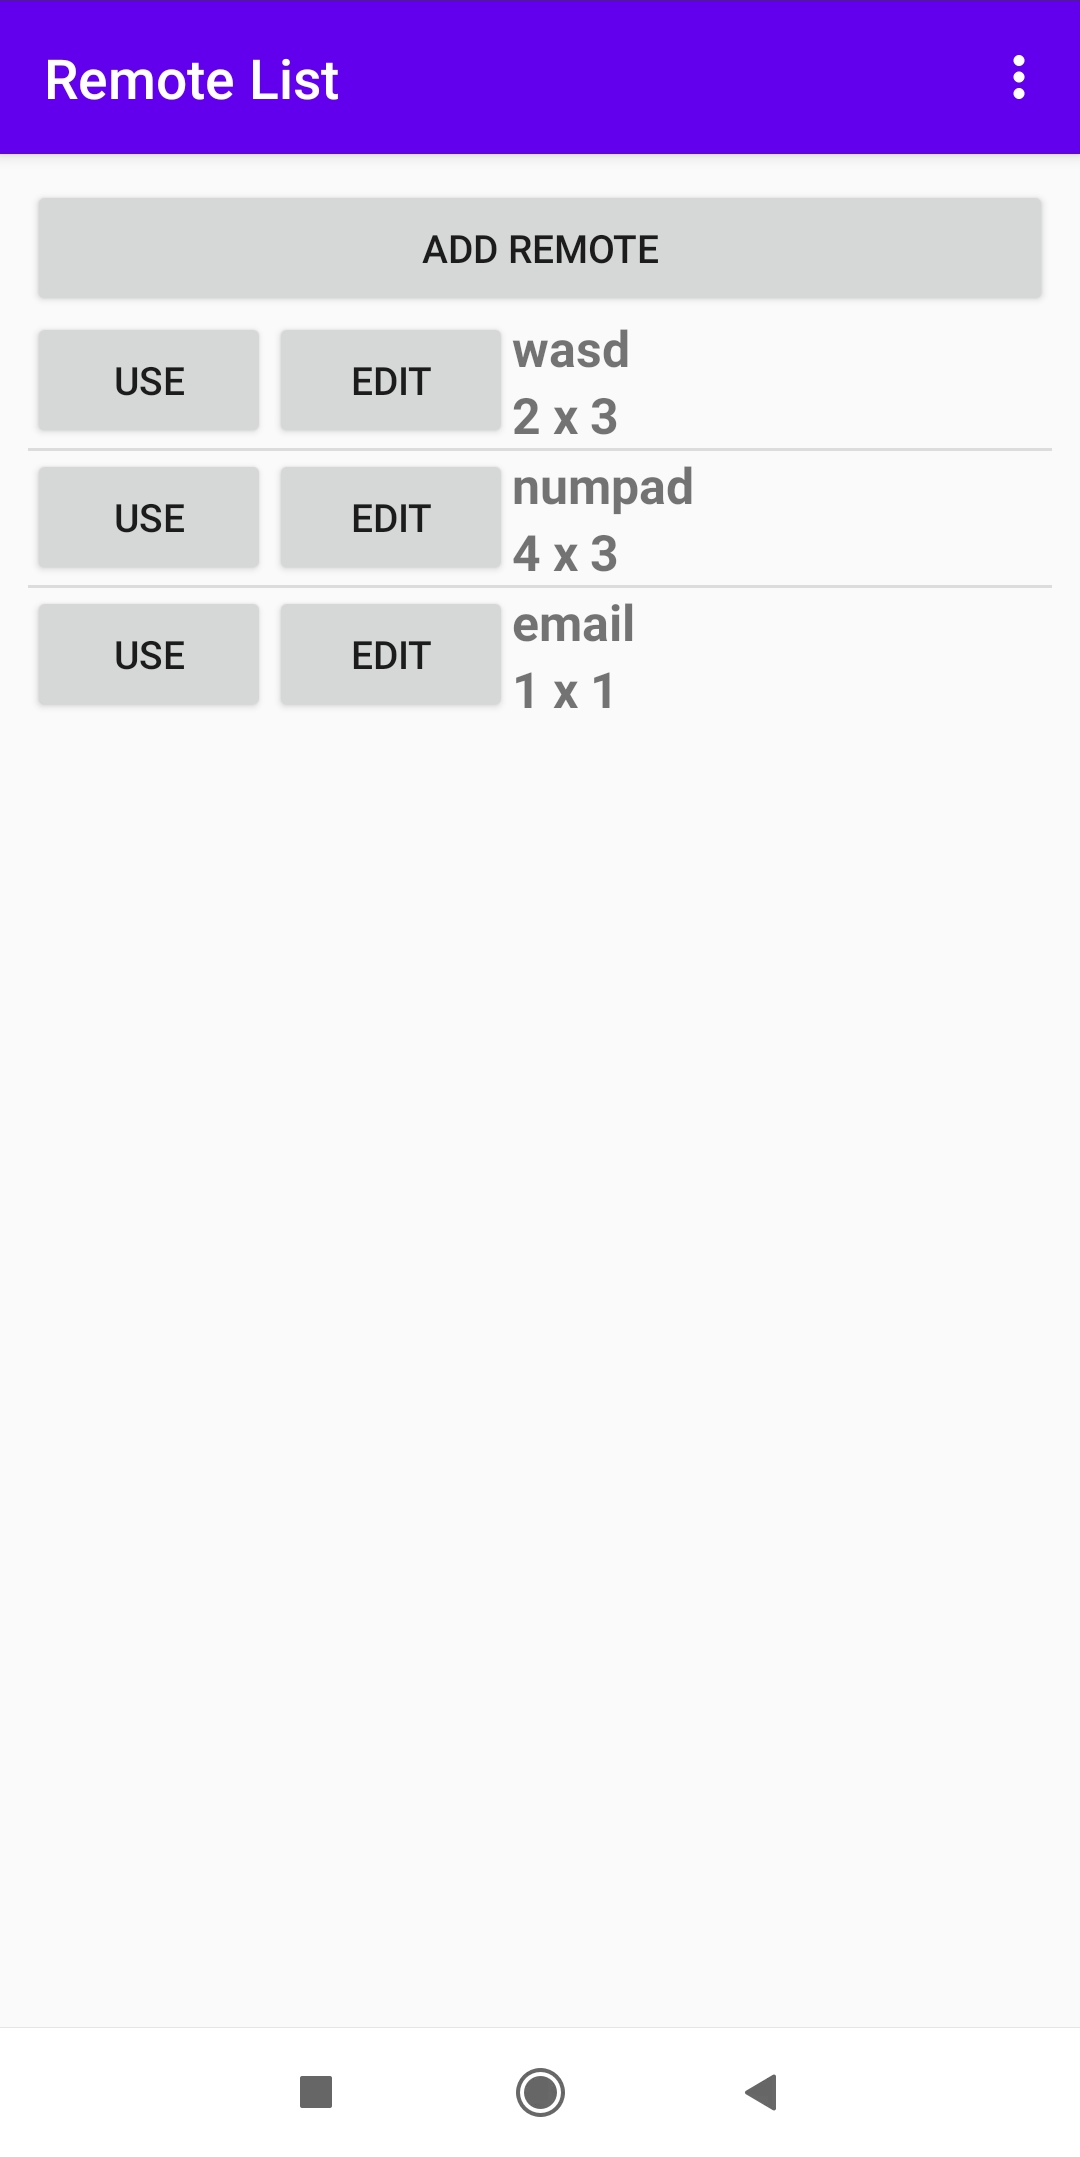 Remote List
ADD REMOTE
USE EDIT wasd
2 x 3
USE EDIT numpad
4 x 3
USE EDIT email
1 x 1